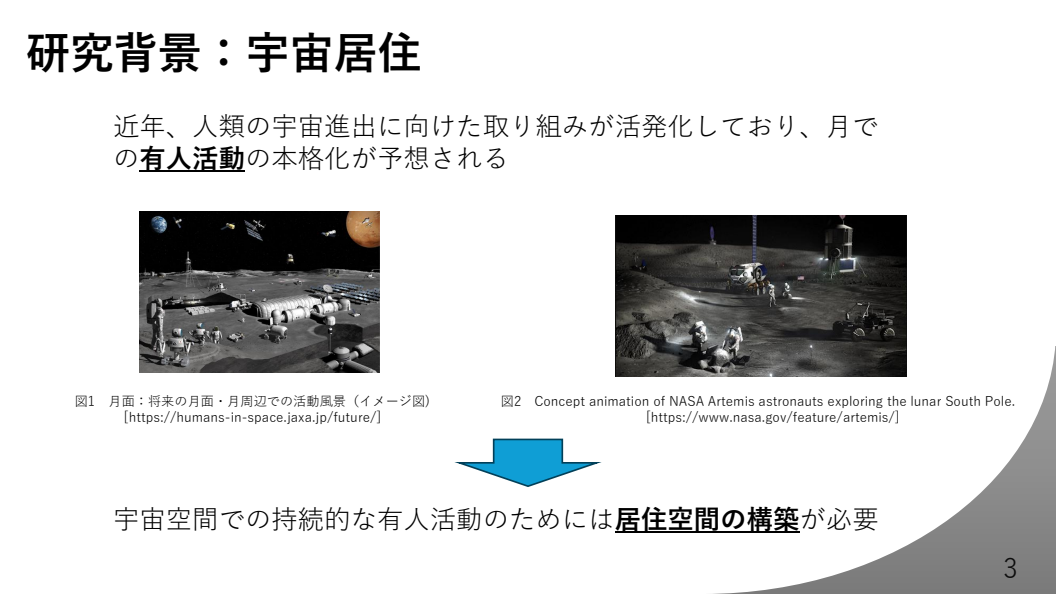 研究背景：宇宙居住
近年、人類の宇宙進出に向けた取り組みが活発化しており、月で
の有人活動の本格化が予想される
図1　月面：将来の月面・月周辺での活動風景（イメージ図）
[https://humans-in-space.jaxa.jp/future/]
図2　Concept animation of NASA Artemis astronauts exploring the lunar South Pole.
[https://www.nasa.gov/feature/artemis/]
宇宙空間での持続的な有人活動のためには居住空間の構築が必要
3